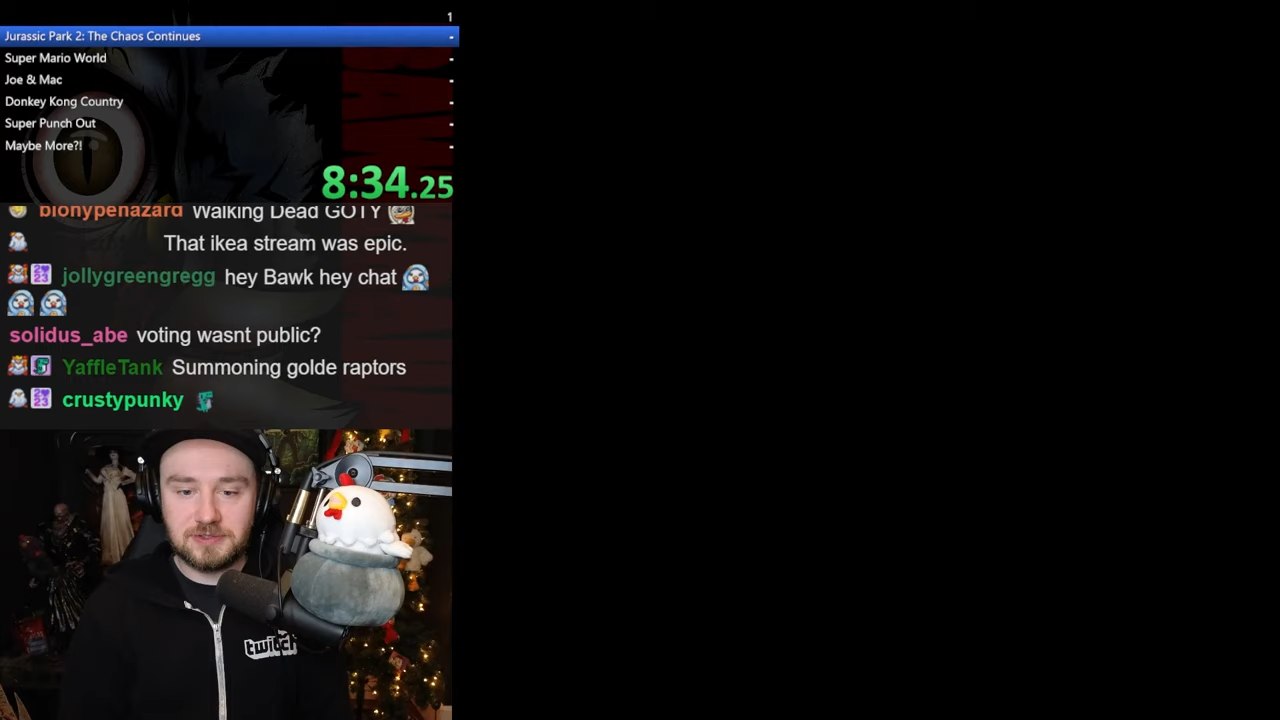 1
Jurassic Park 2: The Chaos Continues -
Super Mario World -
Joe & Mac -
Donkey Kong Country -
Super Punch Out -
Maybe More?! -
8:34.25
bionypenazard Walking Dead GOTY
That ikea stream was epic.
jollygreengregg hey Bawk hey chat
solidus_abe voting wasnt public?
YaffleTank Summoning golde raptors
crustypunky
twitch